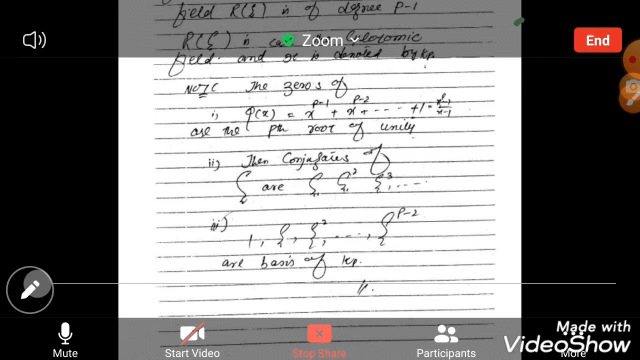 field R(ξ) is of degree P-1
Zoom
End
R(ξ) is
field and is denoted by kp.
NOTE The zeros of
i) φ(x) = x^{p-1} + x^{p-2} + ---- + 1 = x^p-1/x-1
are the pth root of unity
ii) Then Conjugates of
ξ are ξ, ξ², ξ³, ....
iii)
1, ξ, ξ², ..., ξ^{P-2}
are basis of kp.
Made with
VideoShow
Mute
Start Video
Stop Share
Participants
More